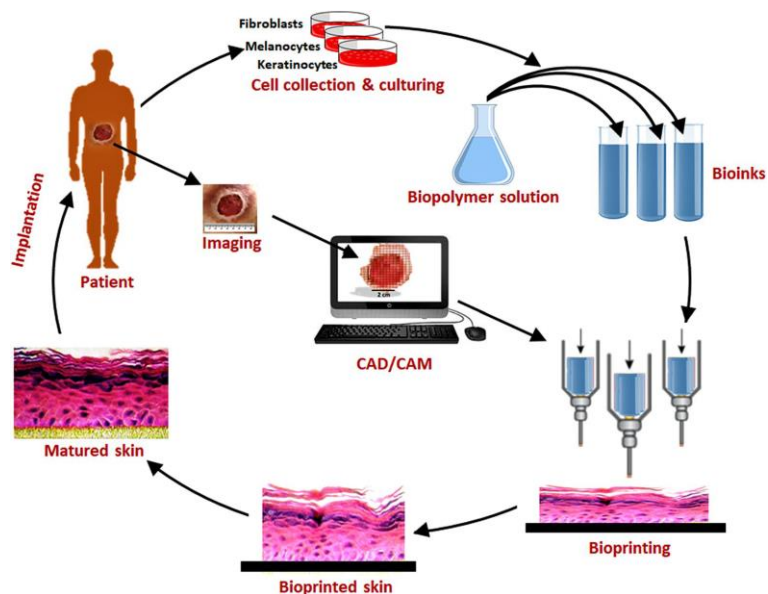 Fibroblasts
Melanocytes
Keratinocytes
Cell collection & culturing
Biopolymer solution
Bioinks
Implantation
Patient
Imaging
2 cm
CAD/CAM
Matured skin
Bioprinted skin
Bioprinting